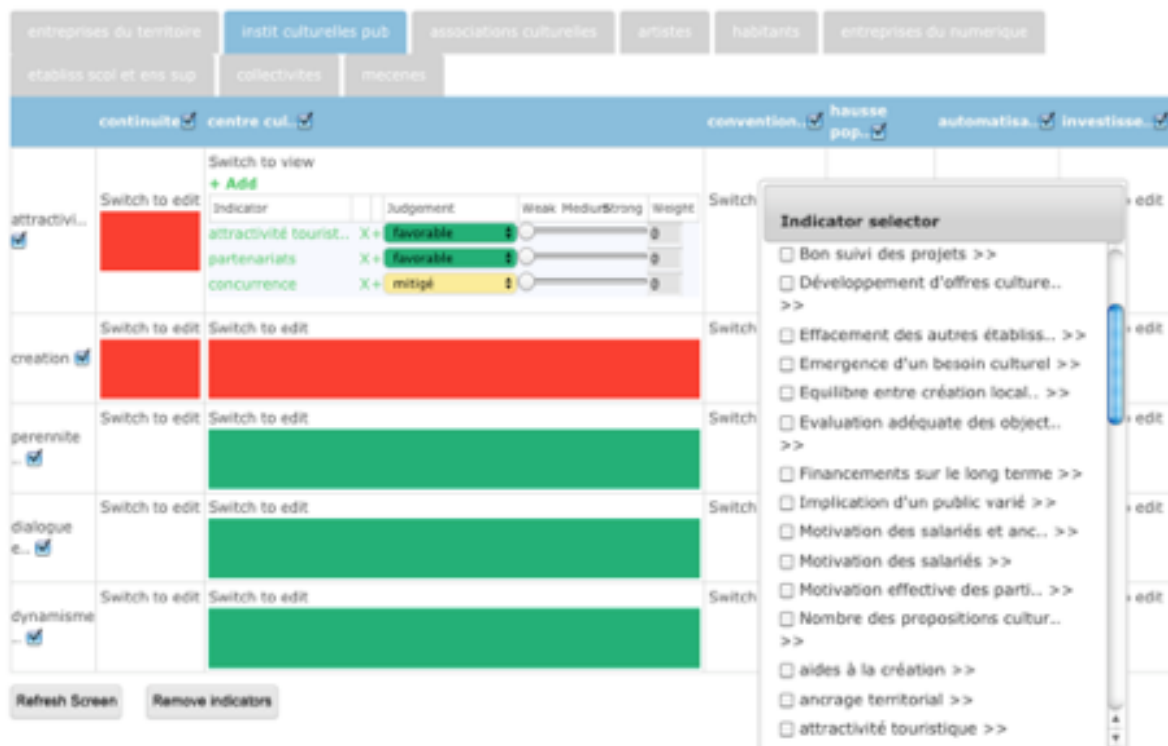 entreprises du territoire instit culturelles pub associations culturelles artistes habitants entreprises du numerique
etabliss scol et ens sup collectivites mecenes
continuite centre cul.. convention.. hausse pop.. automatisa.. investisse..
Switch to view
+ Add
Switch to edit
Indicator Judgement Weak Medium Strong Weight
attractivi..
attractivité tourist.. X + favorable 0
partenariats X + favorable 0
concurrence X + mitigé 0
Switch
edit
creation
Switch to edit Switch to edit Switch edit
perennite ..
Switch to edit Switch to edit Switch edit
dialogue e..
Switch to edit Switch to edit Switch edit
dynamisme ..
Switch to edit Switch to edit Switch edit
Refresh Screen Remove indicators
Indicator selector
Bon suivi des projets >>
Développement d'offres culture..
>>
Effacement des autres établiss.. >>
Emergence d'un besoin culturel >>
Equilibre entre création local.. >>
Evaluation adéquate des object..
>>
Financements sur le long terme >>
Implication d'un public varié >>
Motivation des salariés et anc.. >>
Motivation des salariés >>
Motivation effective des parti.. >>
Nombre des propositions cultur..
>>
aides à la création >>
ancrage territorial >>
attractivité touristique >>